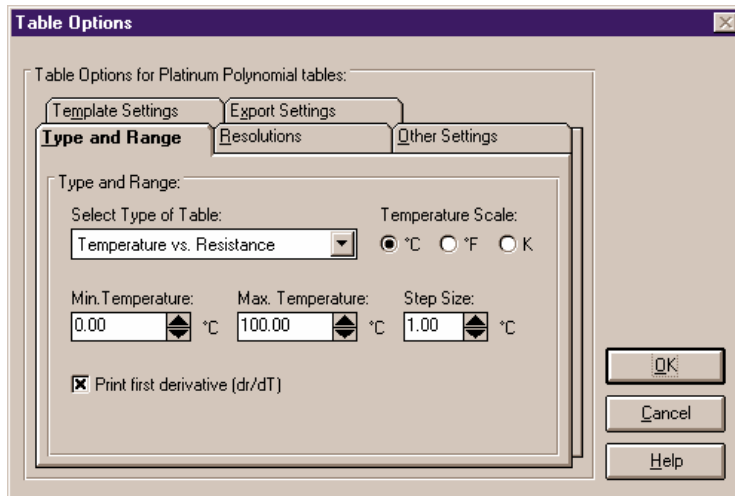 Table Options
Table Options for Platinum Polynomial tables:
Template Settings Export Settings
Type and Range Resolutions Other Settings
Type and Range:
Select Type of Table: Temperature Scale:
Temperature vs. Resistance °C °F K
Min.Temperature: Max. Temperature: Step Size:
0.00 °C 100.00 °C 1.00 °C
Print first derivative (dr/dT)
OK
Cancel
Help